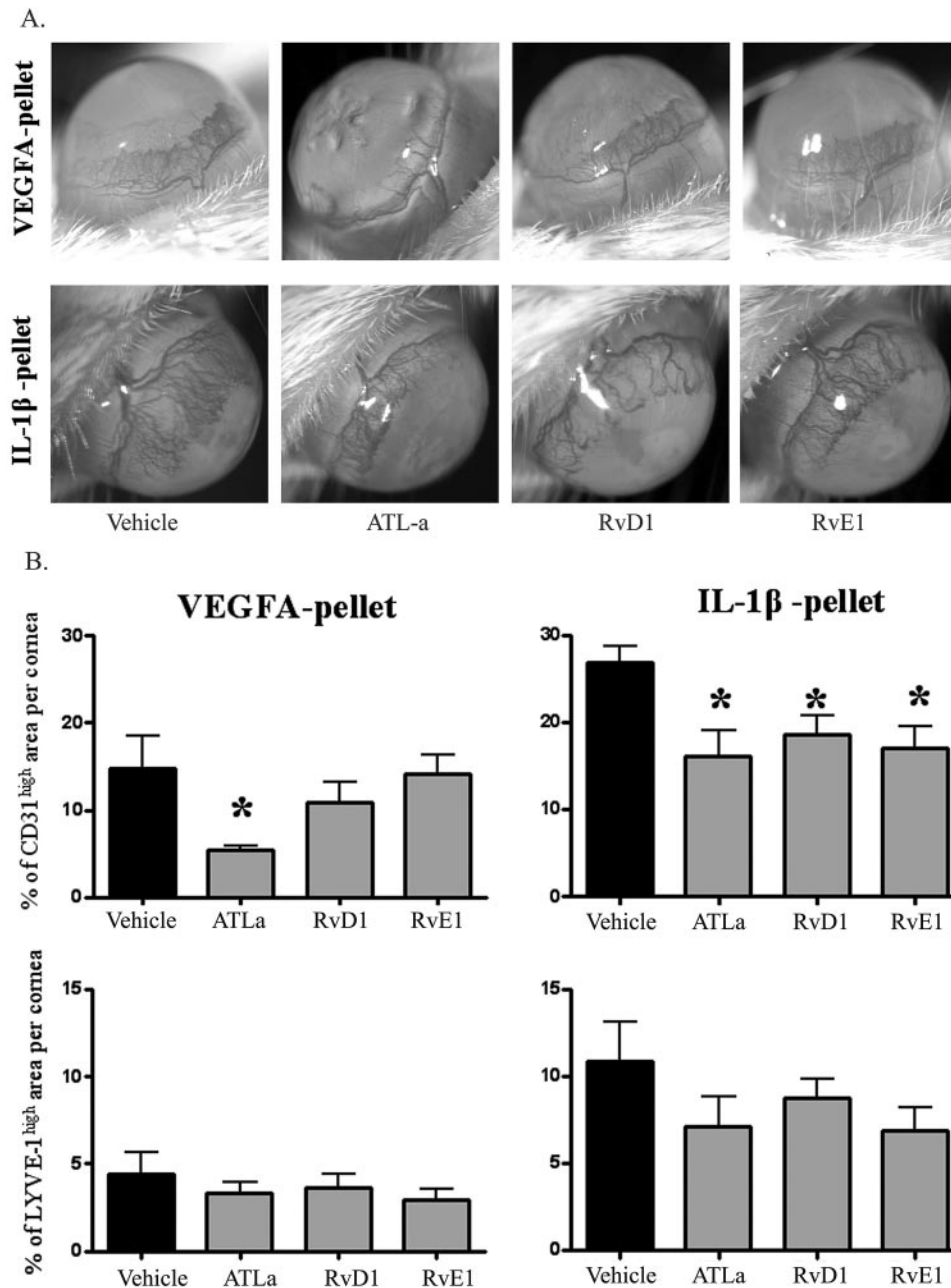 A.
VEGFA-pellet
IL-1β -pellet
Vehicle ATL-a RvD1 RvE1
B.
VEGFA-pellet IL-1β -pellet
% of CD31high area per cornea
30
20
10
0
Vehicle ATLa RvD1 RvE1
30
20
10
0
* * * *
Vehicle ATLa RvD1 RvE1
% of LYVE-1high area per cornea
15
10
5
0
Vehicle ATLa RvD1 RvE1
15
10
5
0
Vehicle ATLa RvD1 RvE1